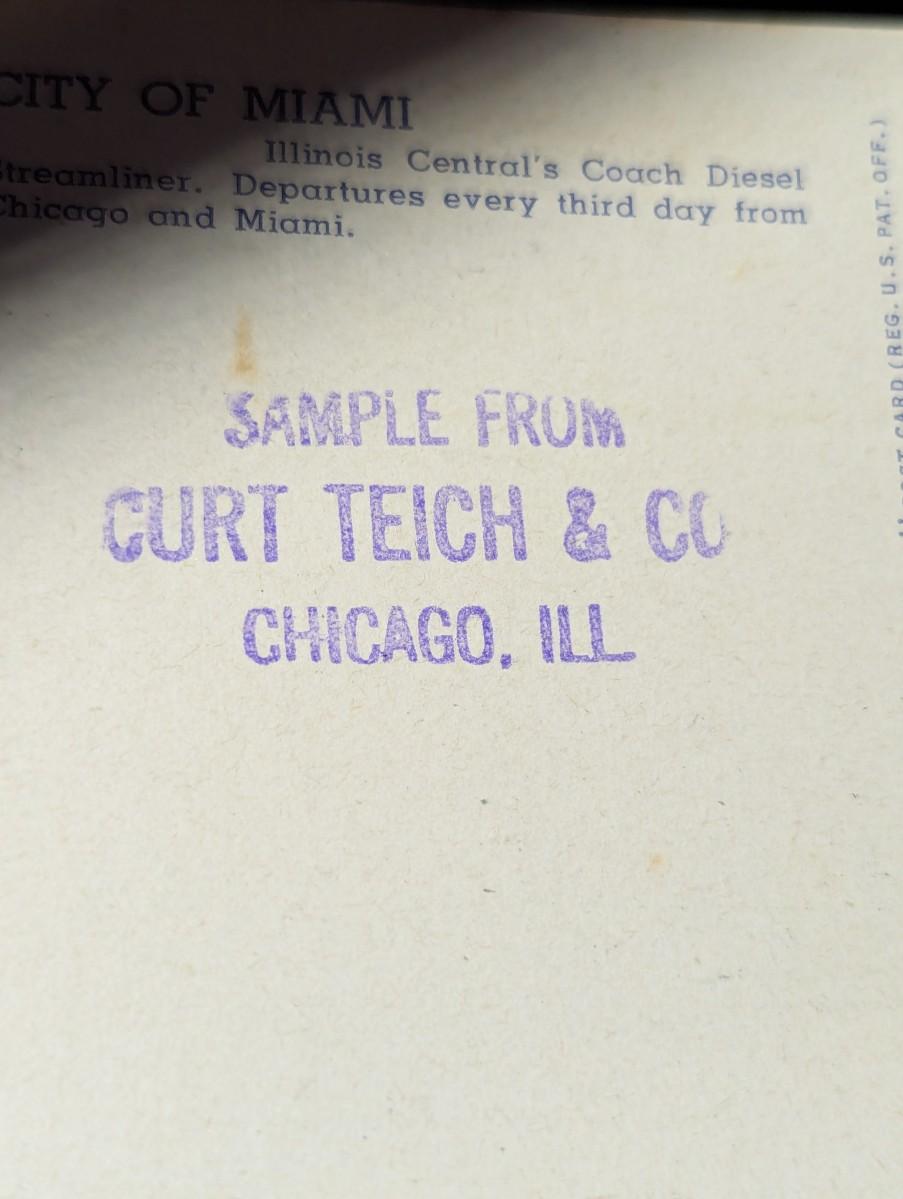 CITY OF MIAMI
Illinois Central's Coach Diesel
Streamliner. Departures every third day from
Chicago and Miami.
SAMPLE FROM
CURT TEICH & CO
CHICAGO, ILL
CARD (REG. U.S. PAT. OFF.)